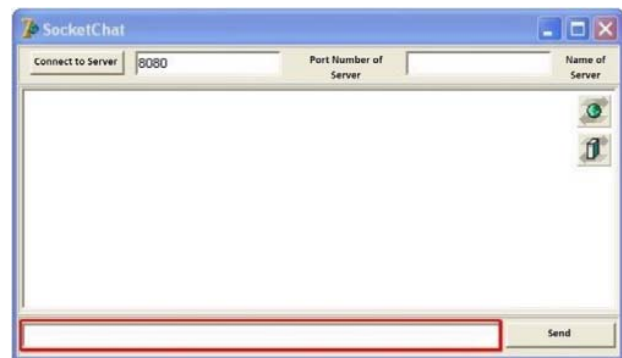 SocketChat
Connect to Server
8080
Port Number of
Server
Name of
Server
Send